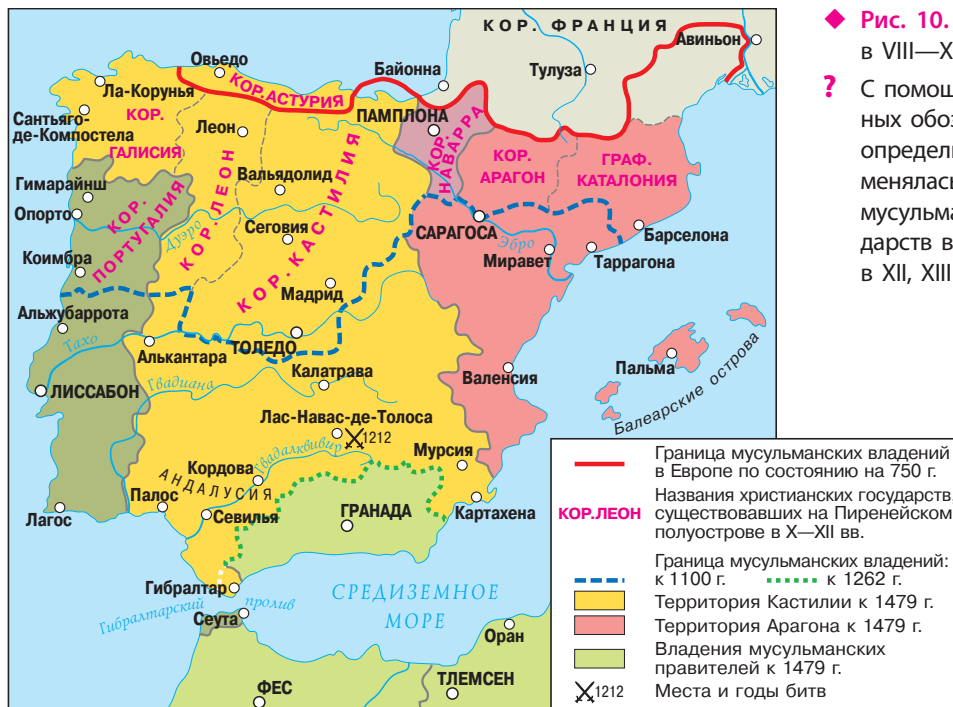 КОР. ФРАНЦИЯ
Авиньон
Овьедо
Байонна
Тулуза
Ла-Корунья
КОР. АСТУРИЯ
Сантьяго-
де-Компостела
КОР.
ГАЛИСИЯ
Леон
ПАМПЛОНА
КОР.
НАВАРРА
КОР.
АРАГОН
ГРАФ.
КАТАЛОНИЯ
Гимарайнш
Опорто
КОР.
ПОРТУГАЛИЯ
КОР. ЛЕОН
Вальядолид
КОР. КАСТИЛИЯ
Дуэро
Сеговия
САРАГОСА
Эбро
Барселона
Миравет
Таррагона
Коимбра
Мадрид
Альжубаррота
Тахо
Алькантара
ТОЛЕДО
Калатрава
Валенсия
Пальма
Балеарские острова
ЛИССАБОН
Гвадиана
Лас-Навас-де-Толоса
1212
Гвадалквивир
Мурсия
Кордова
АНДАЛУСИЯ
Палос
Севилья
ГРАНАДА
Картахена
Лагос
Гибралтар
СРЕДИЗЕМНОЕ
МОРЕ
Гибралтарский пролив
Сеута
Оран
ФЕС
ТЛЕМСЕН
Граница мусульманских владений
в Европе по состоянию на 750 г.
КОР.ЛЕОН
Названия христианских государств,
существовавших на Пиренейском
полуострове в X—XII вв.
Граница мусульманских владений:
к 1100 г. к 1262 г.
Территория Кастилии к 1479 г.
Территория Арагона к 1479 г.
Владения мусульманских
правителей к 1479 г.
1212 Места и годы битв
◆ Рис. 10.
в VIII—X
? С помощ
ных обоз
определи
менялась
мусульма
дарств в
в XII, XIII